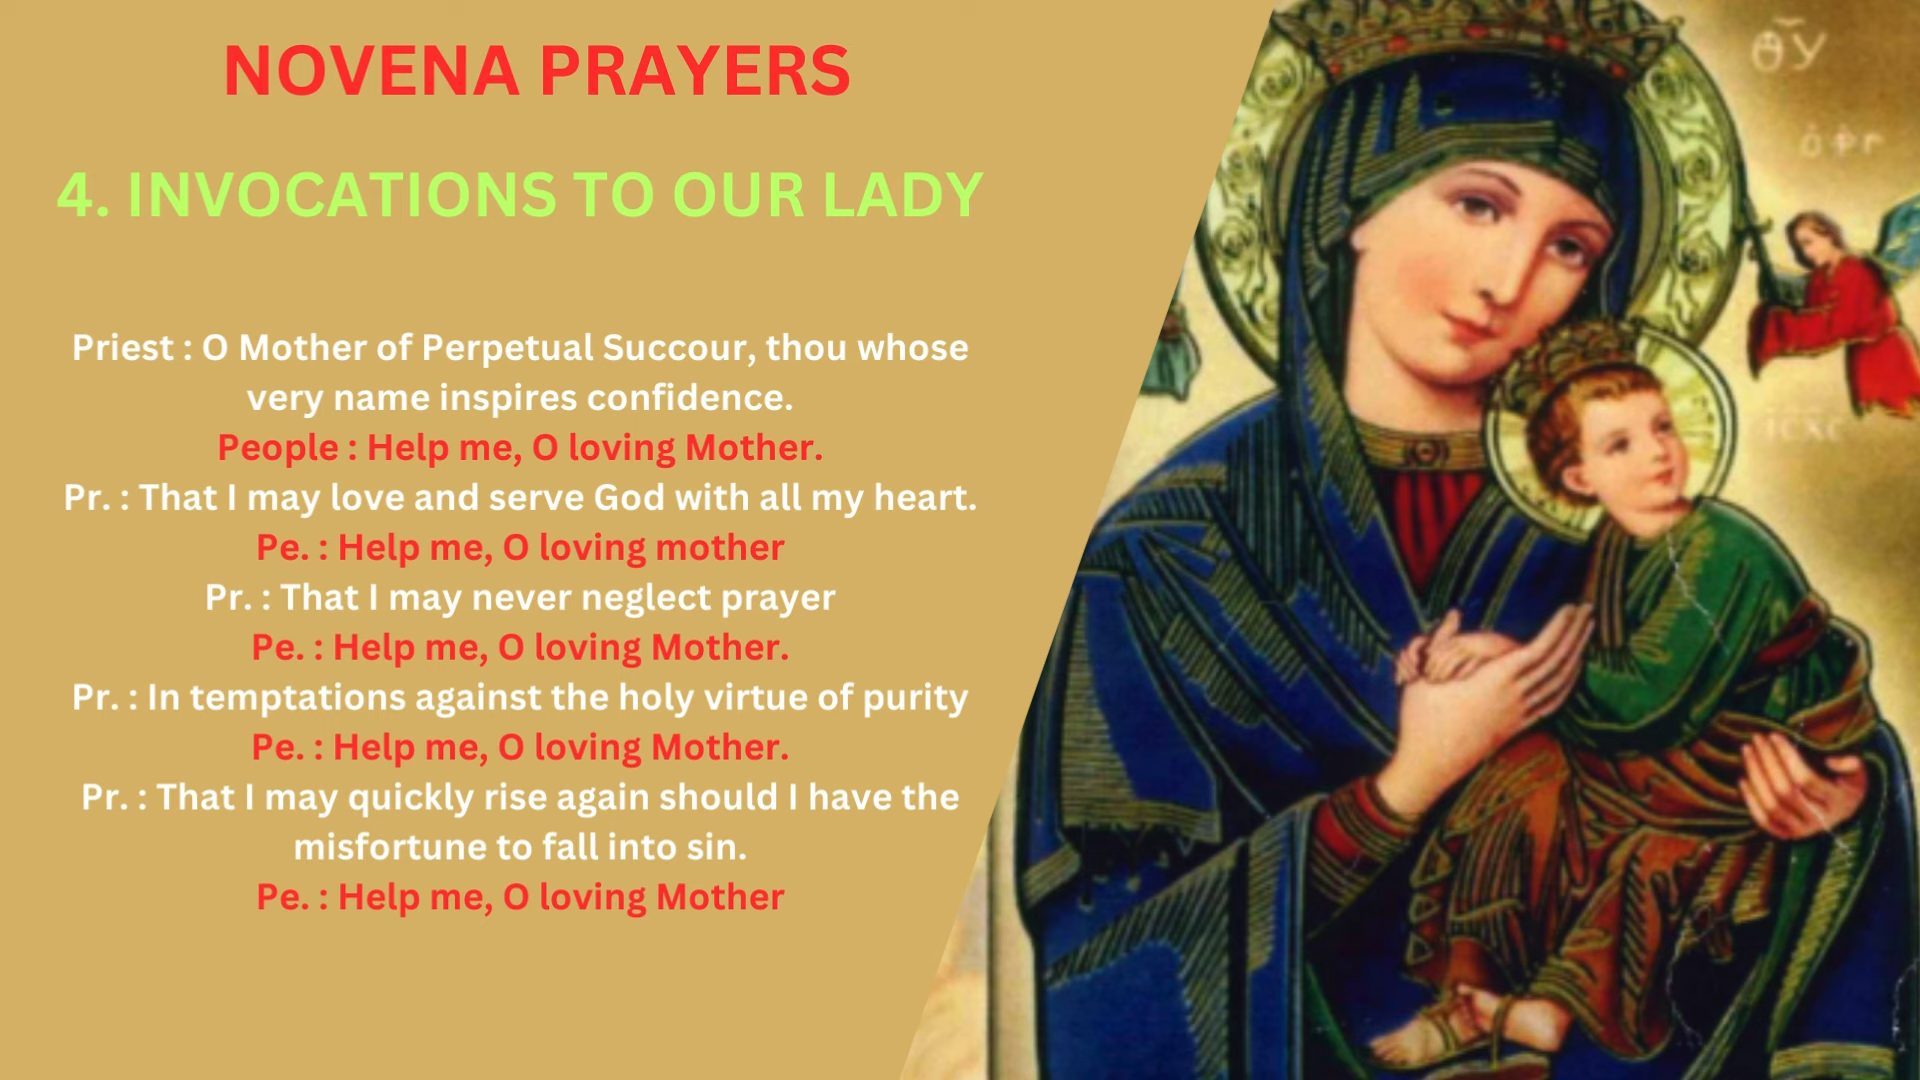 NOVENA PRAYERS
4. INVOCATIONS TO OUR LADY
Priest : O Mother of Perpetual Succour, thou whose
very name inspires confidence.
People : Help me, O loving Mother.
Pr. : That I may love and serve God with all my heart.
Pe. : Help me, O loving mother
Pr. : That I may never neglect prayer
Pe. : Help me, O loving Mother.
Pr. : In temptations against the holy virtue of purity
Pe. : Help me, O loving Mother.
Pr. : That I may quickly rise again should I have the
misfortune to fall into sin.
Pe. : Help me, O loving Mother
θУ
ICXC